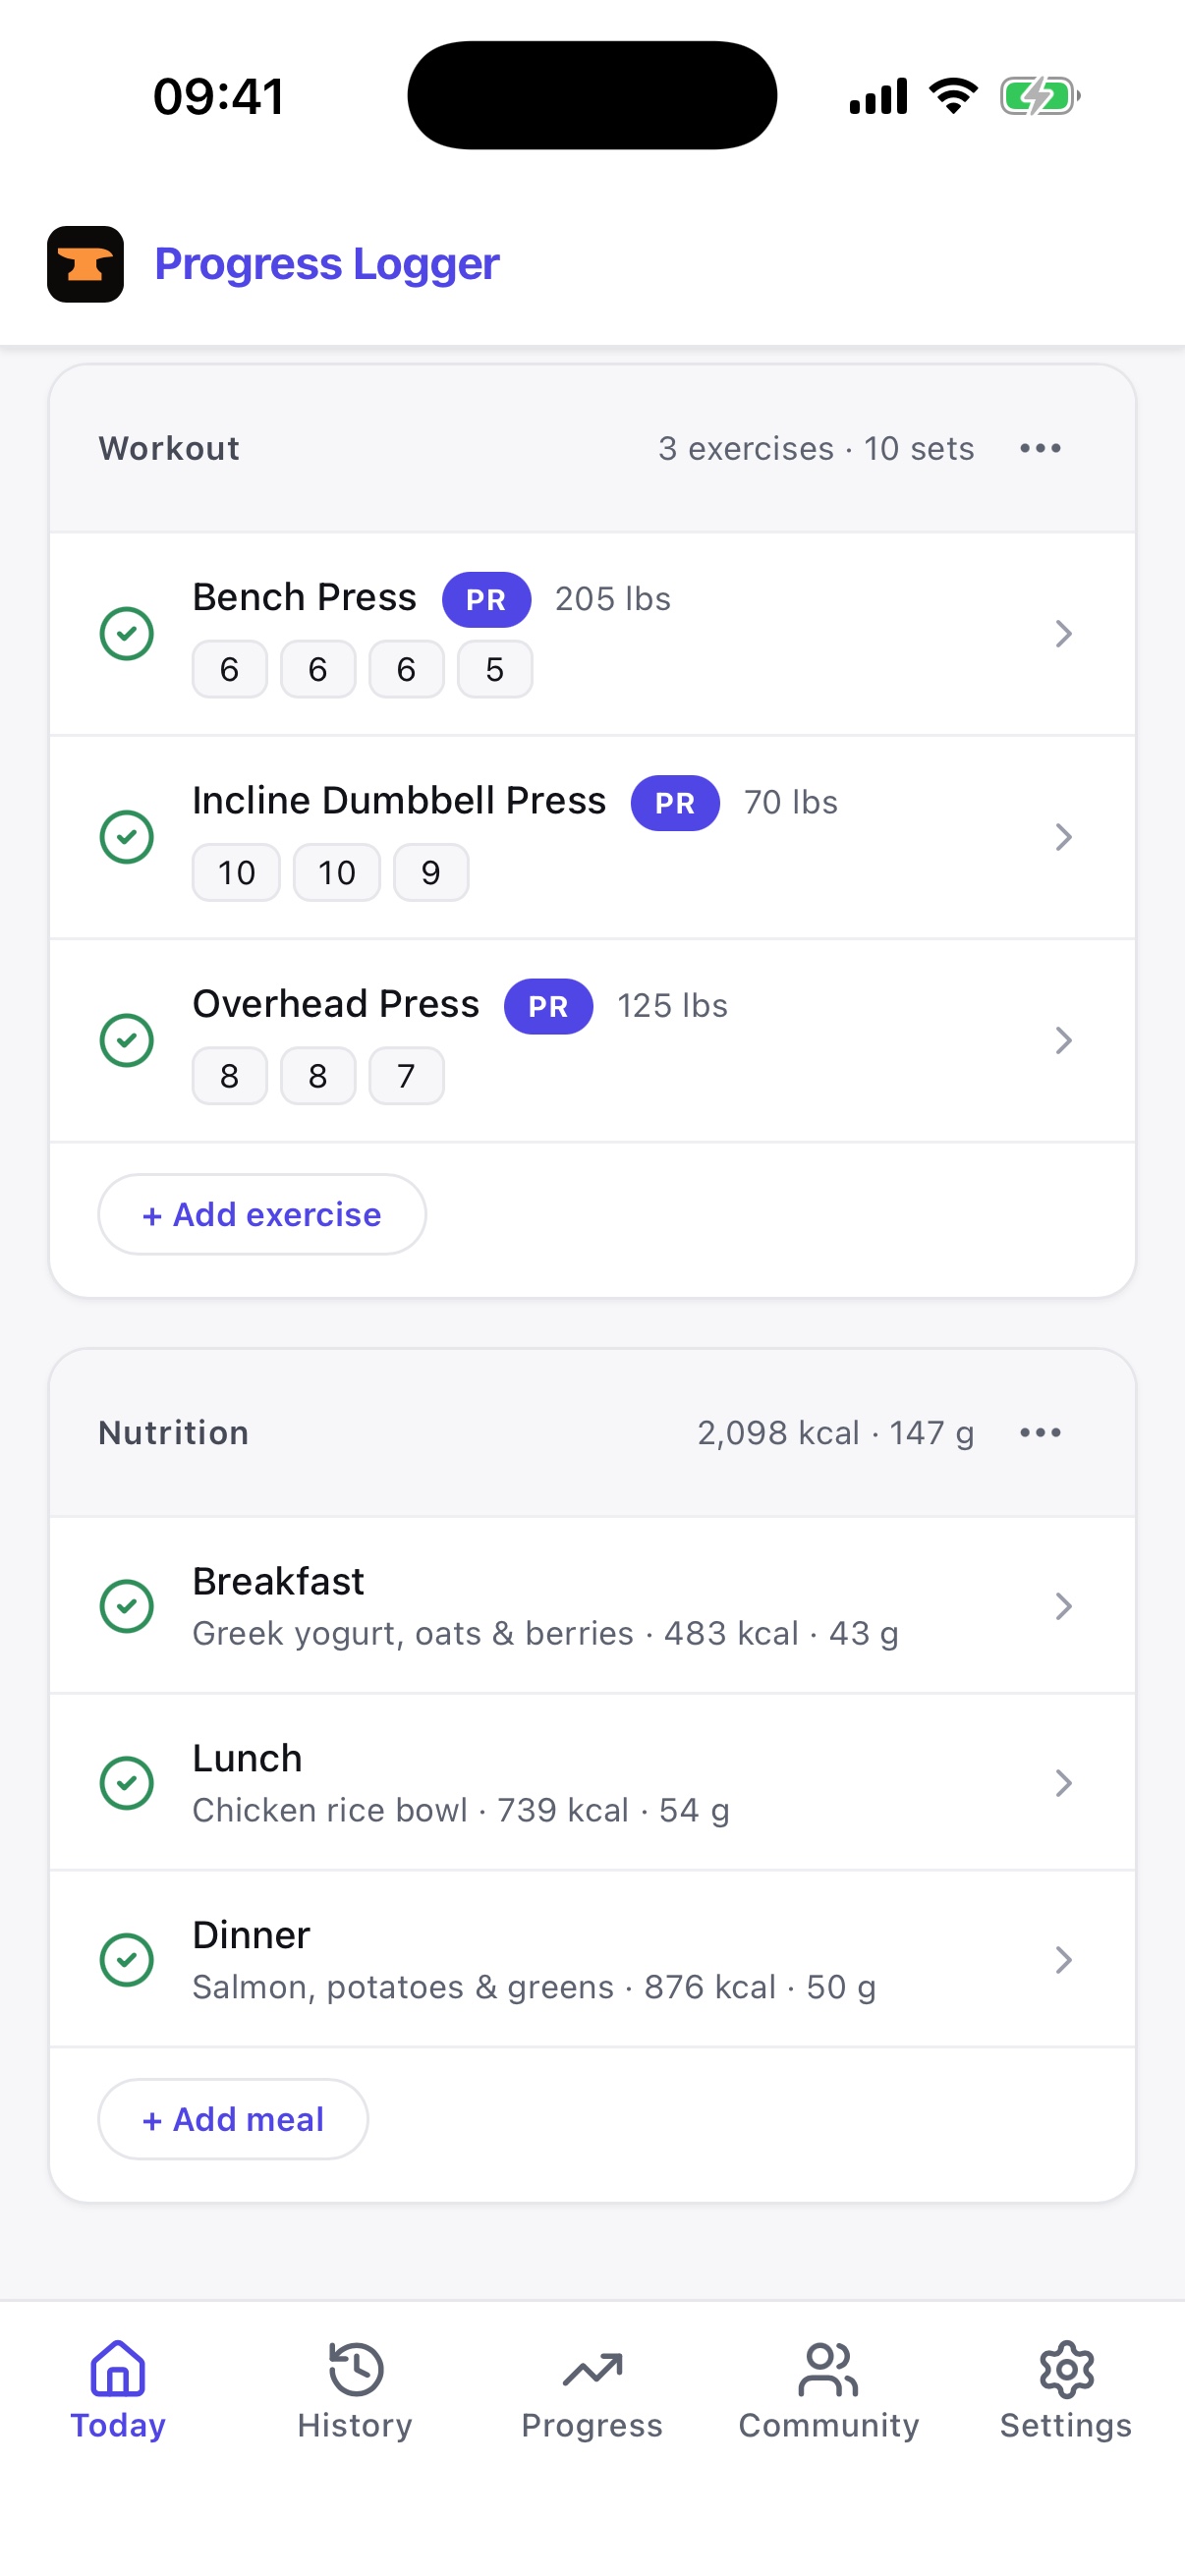 09:41
Progress Logger
Workout 3 exercises · 10 sets
Bench Press PR 205 lbs
6 6 6 5
Incline Dumbbell Press PR 70 lbs
10 10 9
Overhead Press PR 125 lbs
8 8 7
+ Add exercise
Nutrition 2,098 kcal · 147 g
Breakfast
Greek yogurt, oats & berries · 483 kcal · 43 g
Lunch
Chicken rice bowl · 739 kcal · 54 g
Dinner
Salmon, potatoes & greens · 876 kcal · 50 g
+ Add meal
Today History Progress Community Settings